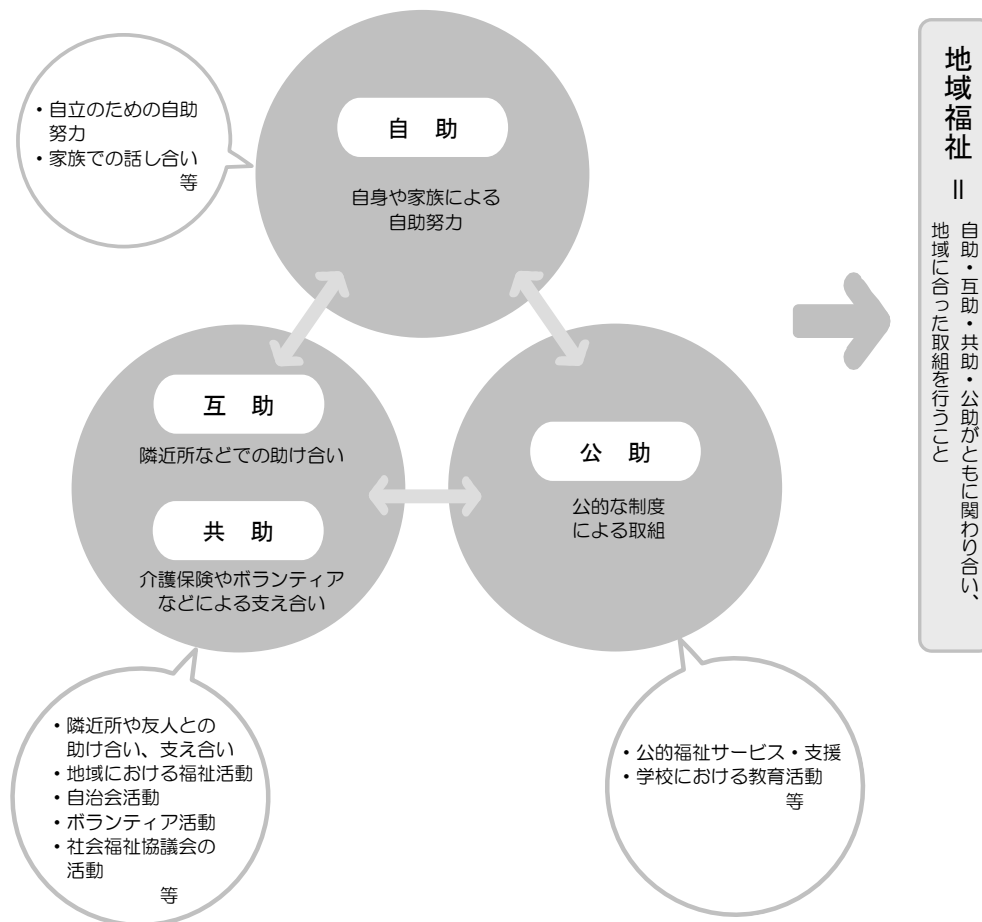 ・自立のための自助
努力
・家族での話し合い
等
自　助
自身や家族による
自助努力
互　助
隣近所などでの助け合い
共　助
介護保険やボランティア
などによる支え合い
公　助
公的な制度
による取組
・隣近所や友人との
助け合い、支え合い
・地域における福祉活動
・自治会活動
・ボランティア活動
・社会福祉協議会の
活動
等
・公的福祉サービス・支援
・学校における教育活動
等
地域福祉＝
自助・互助・共助・公助がともに関わり合い、
地域に合った取組を行うこと